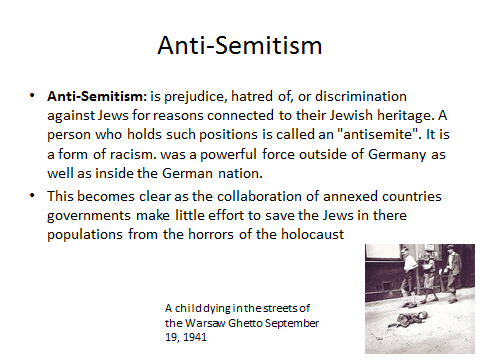 Anti-Semitism
• Anti-Semitism: is prejudice, hatred of, or discrimination
against Jews for reasons connected to their Jewish heritage. A
person who holds such positions is called an "antisemite". It is
a form of racism. was a powerful force outside of Germany as
well as inside the German nation.
• This becomes clear as the collaboration of annexed countries
governments make little effort to save the Jews in there
populations from the horrors of the holocaust
A child dying in the streets of
the Warsaw Ghetto September
19, 1941